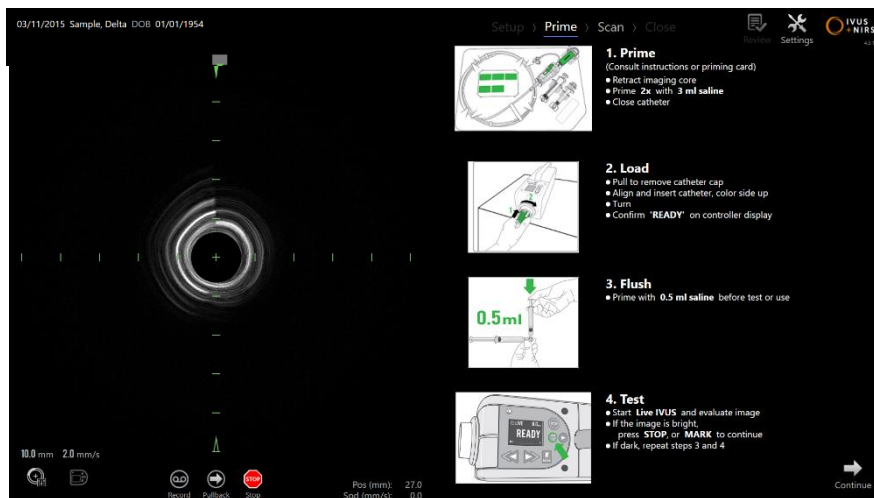 03/11/2015 Sample, Delta DOB 01/01/1954
Setup > Prime > Scan > Close
Review
Settings
IVUS
+NIRS
1. Prime
(Consult instructions or priming card)
• Retract imaging core
• Prime 2x with 3 ml saline
• Close catheter
2. Load
• Pull to remove catheter cap
• Align and insert catheter, color side up
• Turn
• Confirm "READY" on controller display
3. Flush
• Prime with 0.5 ml saline before test or use
0.5ml
4. Test
• Start Live IVUS and evaluate image
• If the image is bright,
press STOP, or MARK to continue
• If dark, repeat steps 3 and 4
LIVE
READY
10.0 mm 2.0 mm/s
Record
Pullback
STOP
Stop
Pos (mm): 27.0
Spd (mm/s): 0.0
Continue